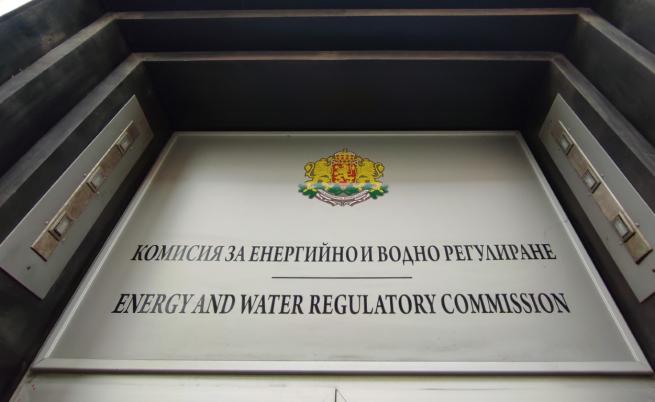 КОМИСИЯ ЗА ЕНЕРГИЙНО И ВОДНО РЕГУЛИРАНЕ
ENERGY AND WATER REGULATORY COMMISSION